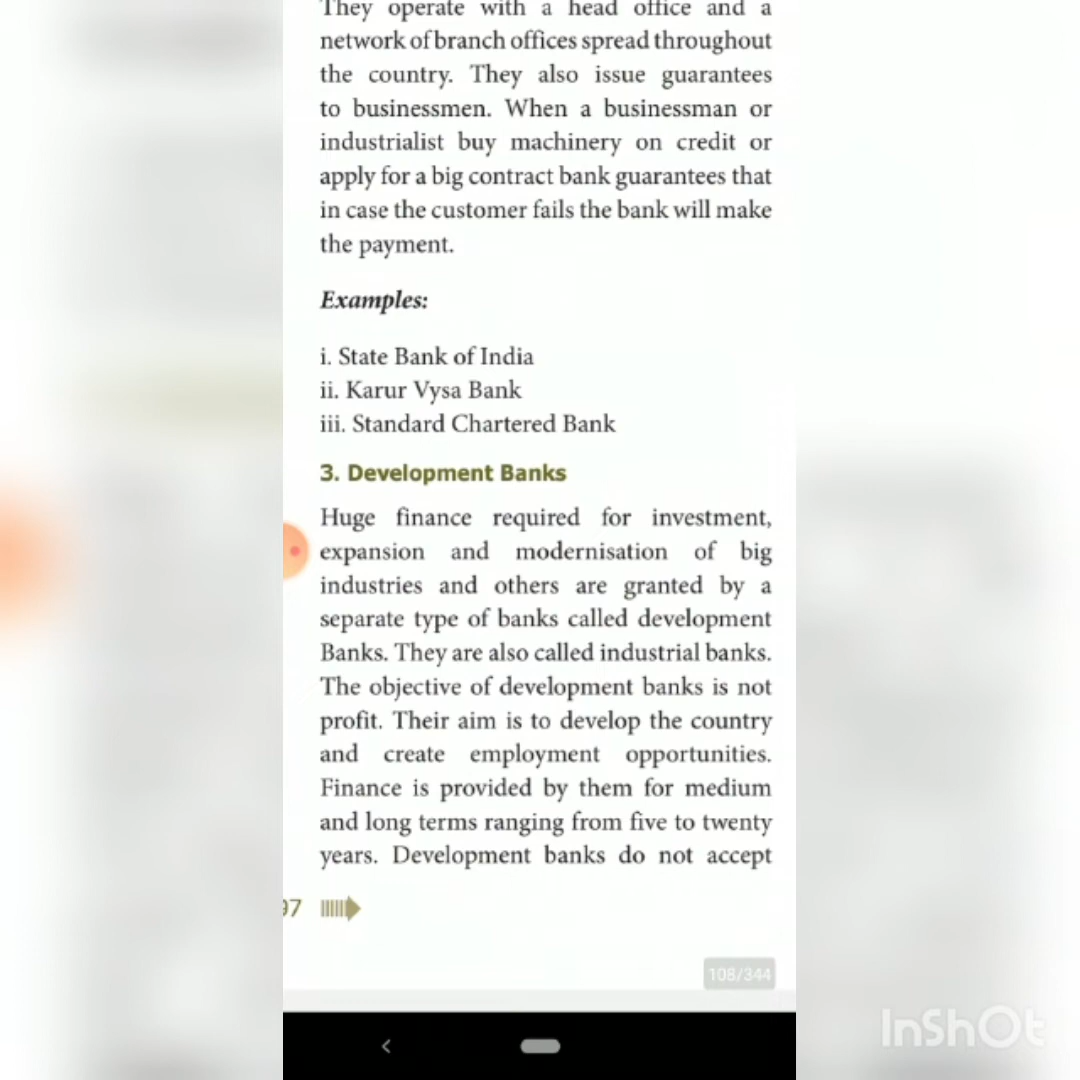 They operate with a head office and a
network of branch offices spread throughout
the country. They also issue guarantees
to businessmen. When a businessman or
industrialist buy machinery on credit or
apply for a big contract bank guarantees that
in case the customer fails the bank will make
the payment.
Examples:
i. State Bank of India
ii. Karur Vysa Bank
iii. Standard Chartered Bank
3. Development Banks
Huge finance required for investment,
expansion and modernisation of big
industries and others are granted by a
separate type of banks called development
Banks. They are also called industrial banks.
The objective of development banks is not
profit. Their aim is to develop the country
and create employment opportunities.
Finance is provided by them for medium
and long terms ranging from five to twenty
years. Development banks do not accept
97
108/344
InShOt